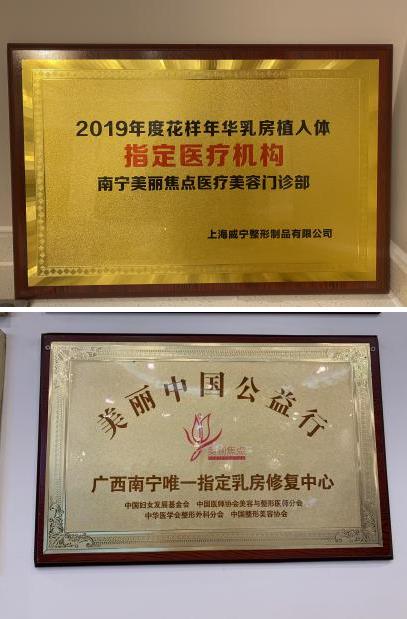 2019年度花样年华乳房植入体
指定医疗机构
南宁美丽焦点医疗美容门诊部
上海威宁整形制品有限公司
美丽中国公益行
美丽焦点
广西南宁唯一指定乳房修复中心
中国妇女发展基金会 中国医师协会美容与整形医师分会
中华医学会整形外科分会 中国整形美容协会